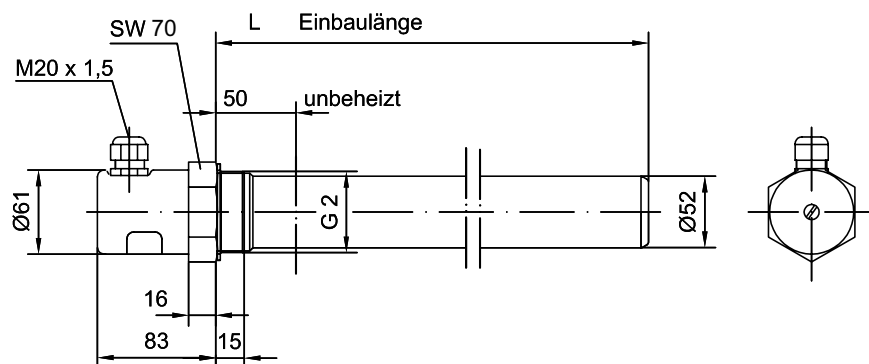 SW 70
L Einbaulänge
M20 x 1,5
50 unbeheizt
Ø61
G 2
Ø52
16
83
15